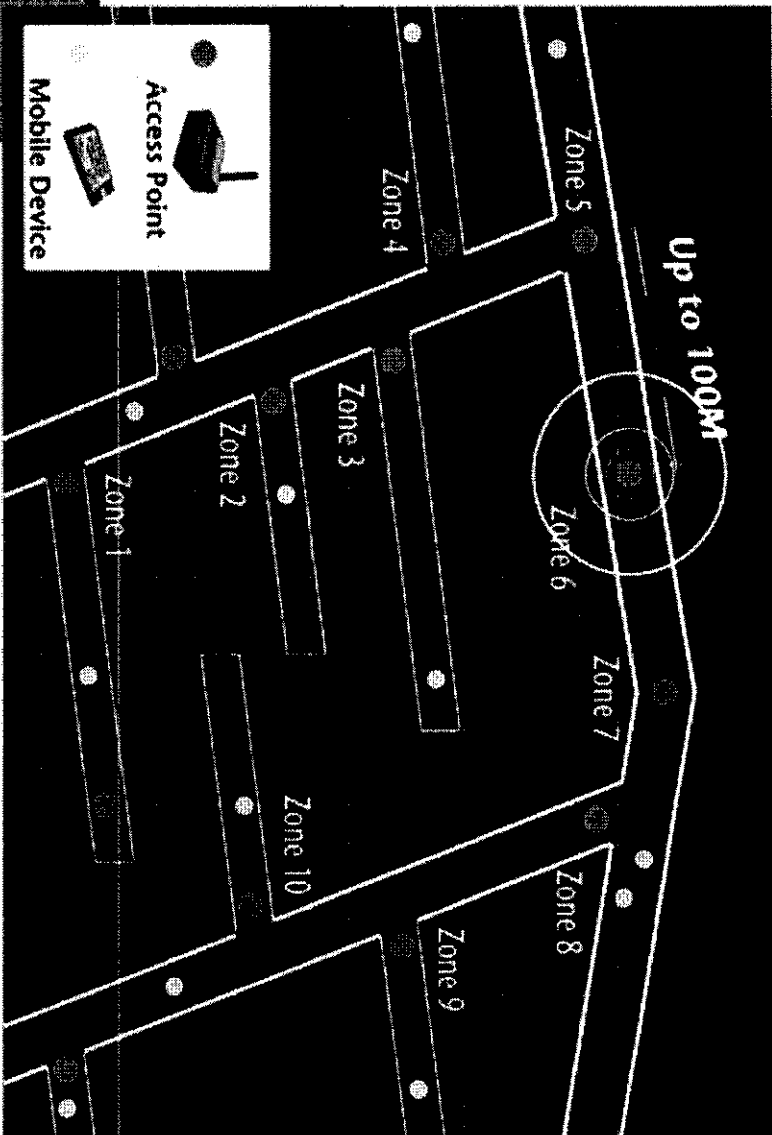 Up to 100M
Zone 5
Zone 4
Zone 3
Zone 2
Zone 1
Zone 6
Zone 7
Zone 8
Zone 9
Zone 10
Access Point
Mobile Device